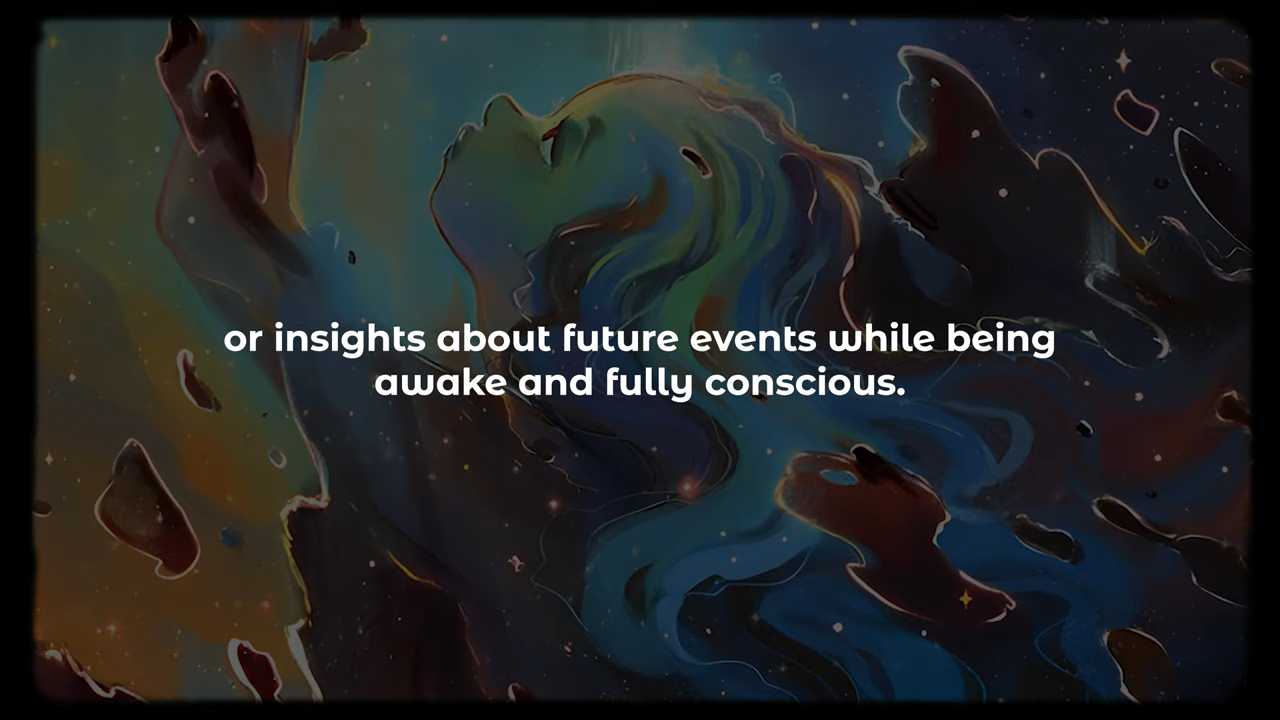 or insights about future events while being
awake and fully conscious.